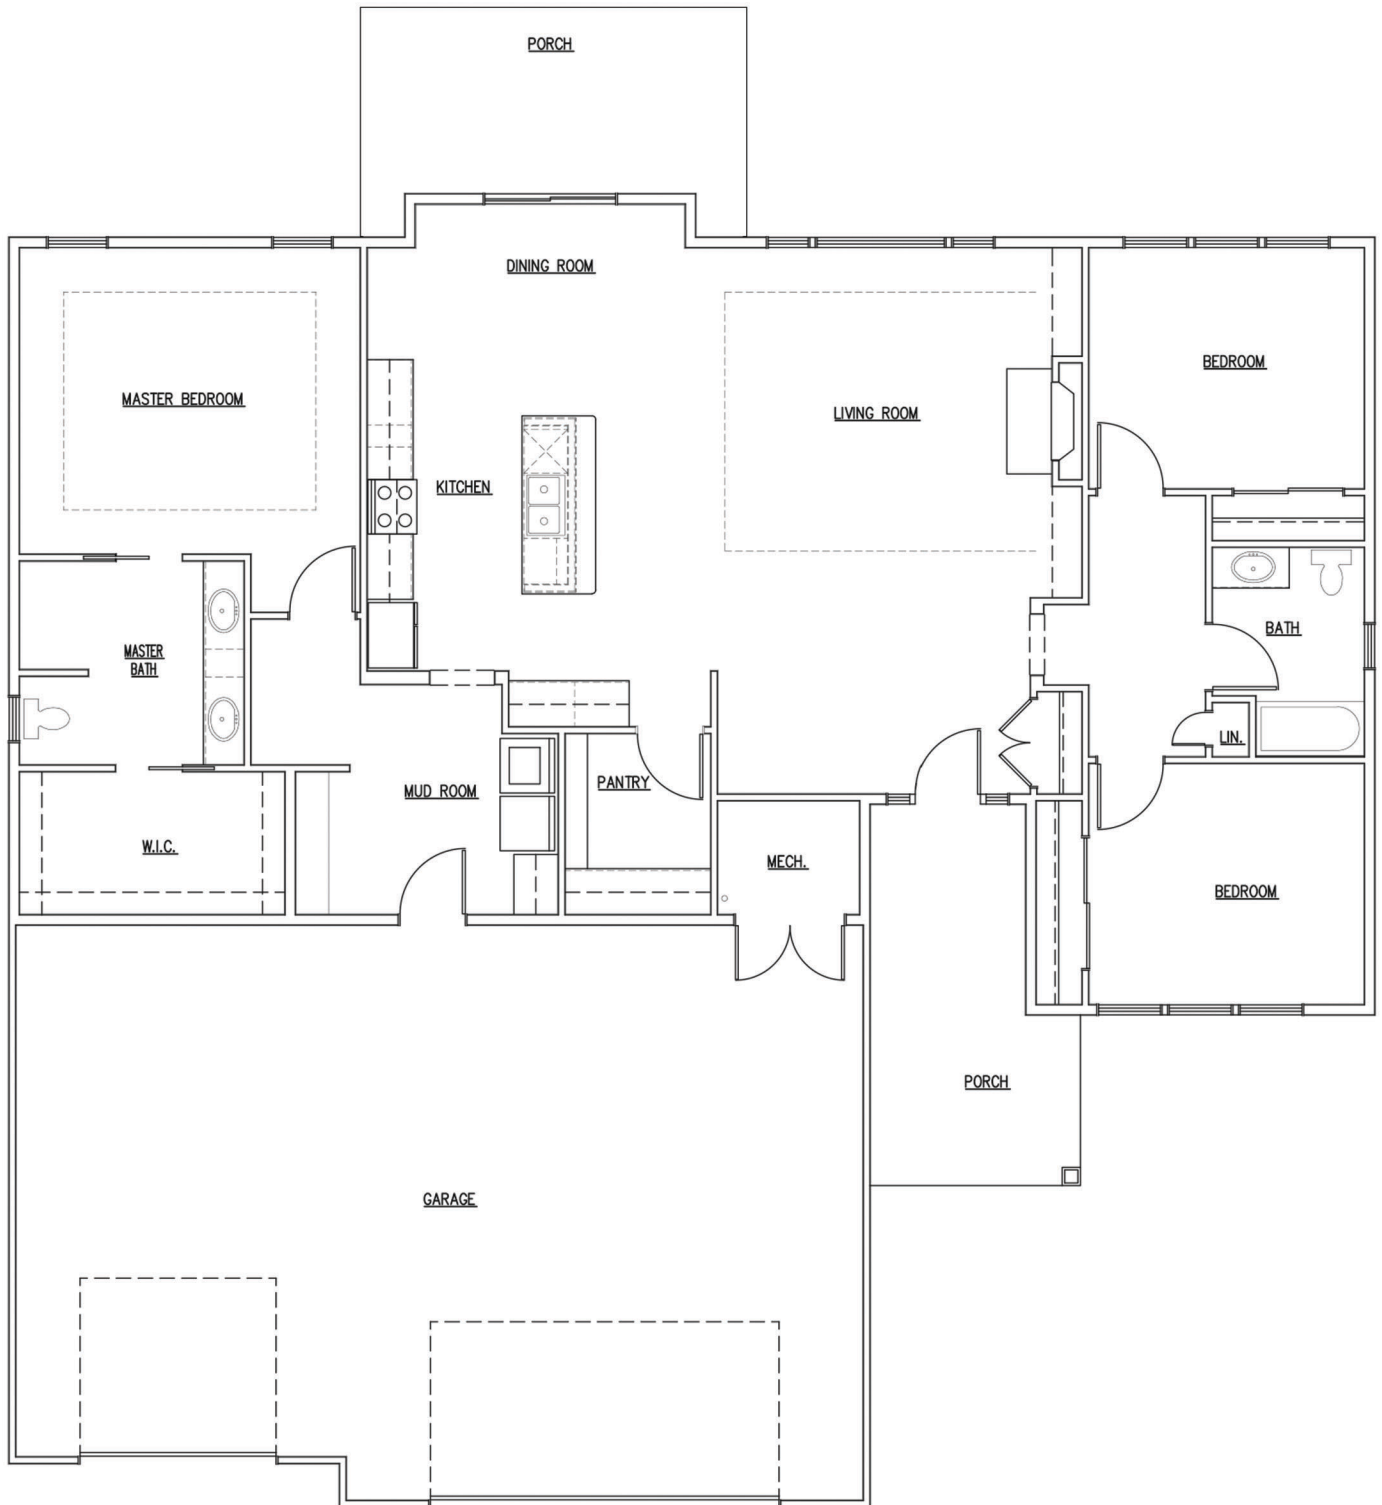 PORCH
DINING ROOM
BEDROOM
MASTER BEDROOM
LIVING ROOM
KITCHEN
BATH
MASTER
BATH
LIN.
PANTRY
MUD ROOM
W.I.C.
MECH.
BEDROOM
PORCH
GARAGE